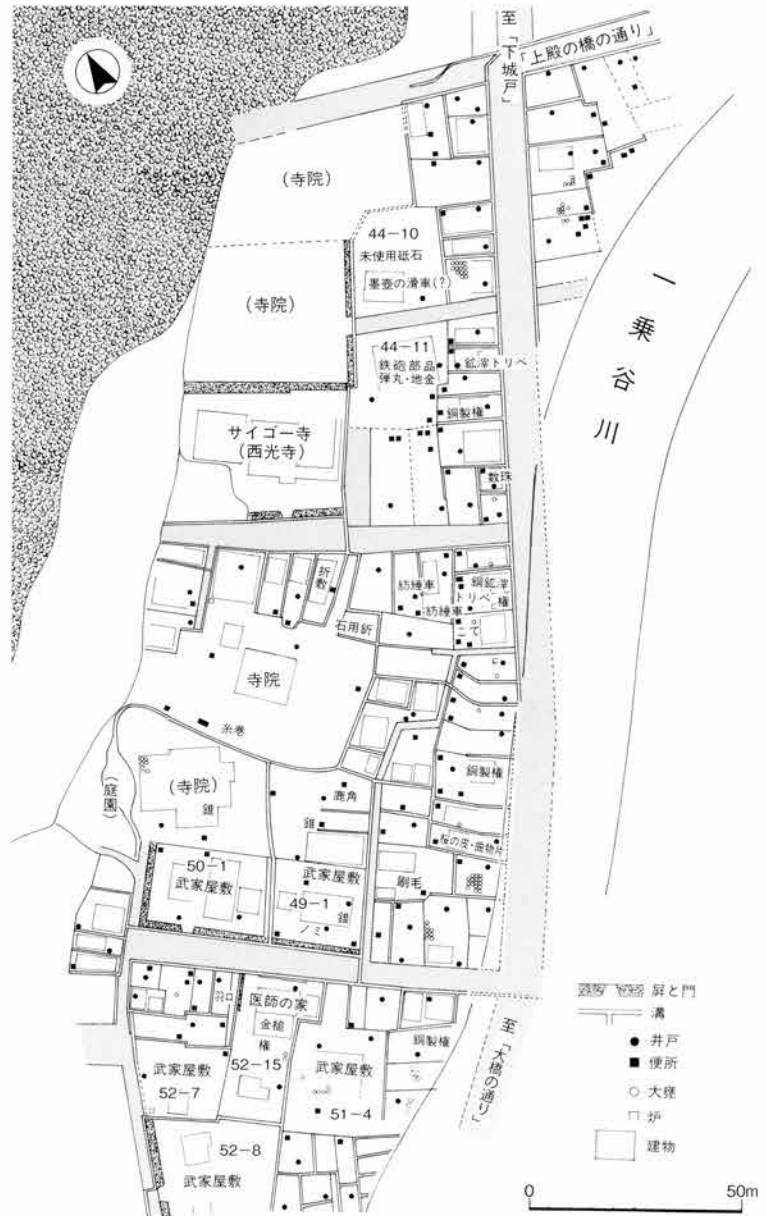 至「下城戸」
「上殿の橋の通り」
(寺院)
44-10
未使用砥石
墨壺の滑車(?)
(寺院)
一乗谷川
44-11
鉄砲部品
弾丸・地金
鉱滓トリベ
銅製権
サイゴー寺
(西光寺)
数珠
折敷
紡錘車
紡錘車
銅鉱滓
トリベ権
こて
石用釿
寺院
糸巻
(庭園)
(寺院)
錐
鹿角
錐
銅製権
桜の皮・曲物片
50-1
武家屋敷
武家屋敷
49-1
錐
ノミ
刷毛
医師の家
金槌
権
52-15
武家屋敷
52-7
武家屋敷
51-4
銅製権
至「大橋の通り」
52-8
武家屋敷
屛と門
溝
井戸
便所
大甕
炉
建物
0
50m